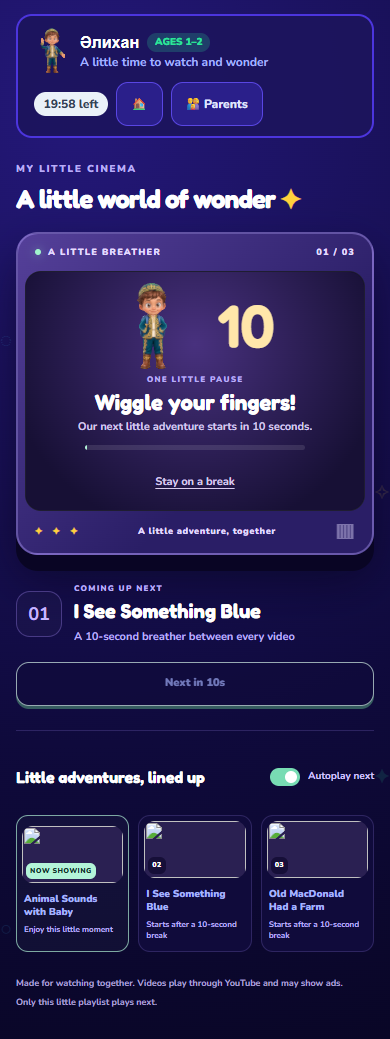 Әлихан AGES 1–2
A little time to watch and wonder
19:58 left
Parents
MY LITTLE CINEMA
A little world of wonder
A LITTLE BREATHER 01 / 03
10
ONE LITTLE PAUSE
Wiggle your fingers!
Our next little adventure starts in 10 seconds.
Stay on a break
A little adventure, together
COMING UP NEXT
01 I See Something Blue
A 10-second breather between every video
Next in 10s
Little adventures, lined up Autoplay next
NOW SHOWING
Animal Sounds
with Baby
Enjoy this little moment
02
I See Something
Blue
Starts after a 10-second
break
03
Old MacDonald
Had a Farm
Starts after a 10-second
break
Made for watching together. Videos play through YouTube and may show ads.
Only this little playlist plays next.